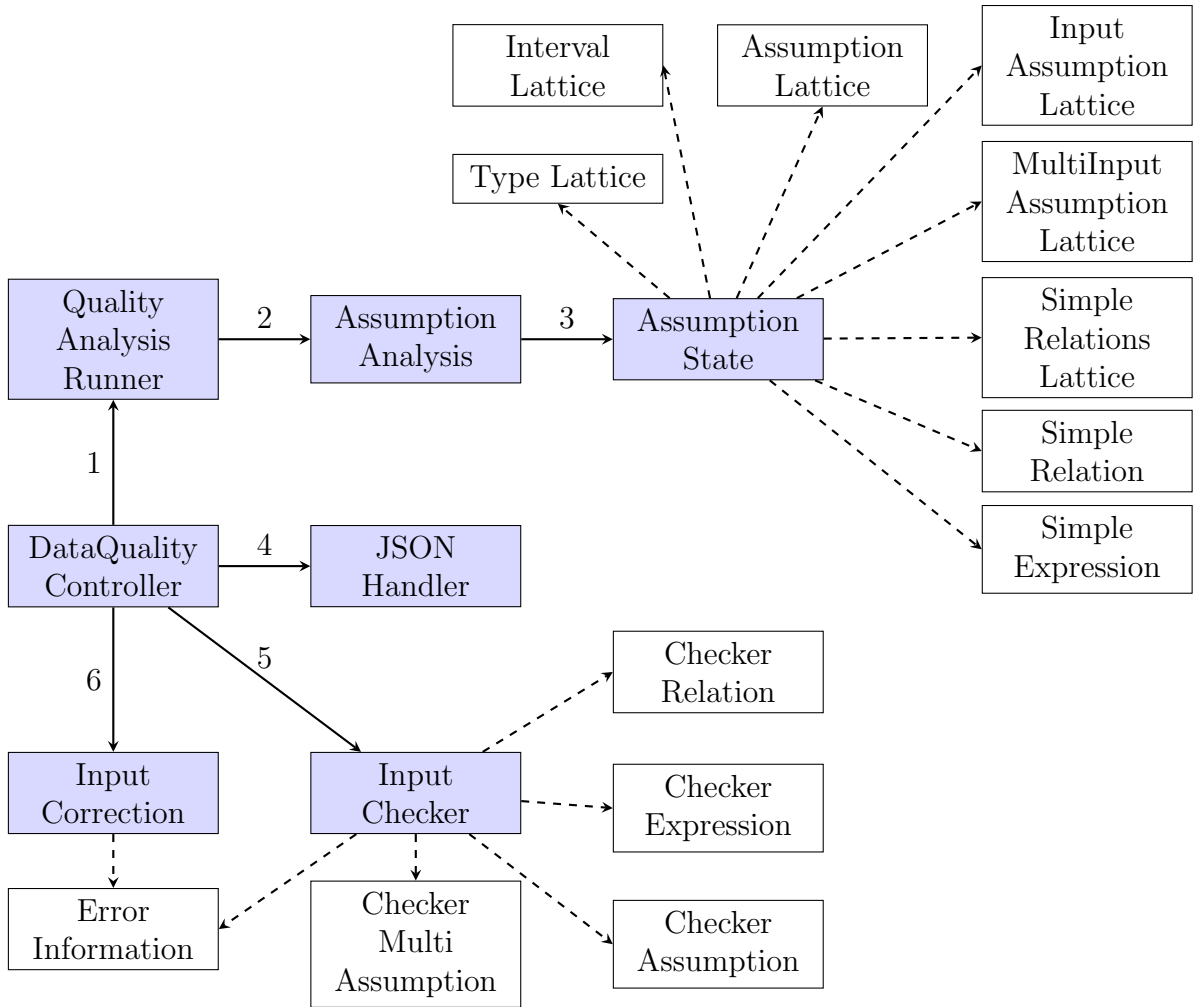 Interval
Lattice
Assumption
Lattice
Input
Assumption
Lattice
Type Lattice
MultiInput
Assumption
Lattice
Quality
Analysis
Runner
2
Assumption
Analysis
3
Assumption
State
Simple
Relations
Lattice
Simple
Relation
1
Simple
Expression
DataQuality
Controller
4
JSON
Handler
5
6
Checker
Relation
Input
Correction
Input
Checker
Checker
Expression
Error
Information
Checker
Multi
Assumption
Checker
Assumption